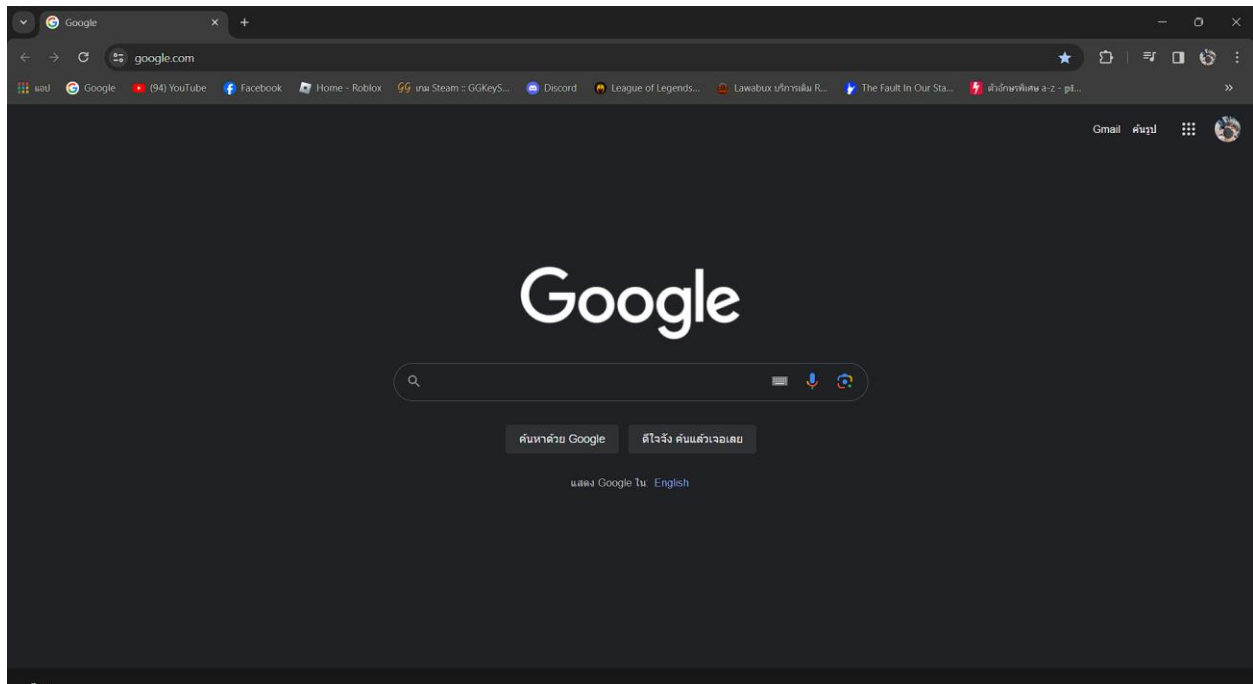 Google
google.com
แอป Google (94) YouTube Facebook Home - Roblox GG เกม Steam :: GGKeyS... Discord League of Legends... Lawabux บริการเติม R... The Fault In Our Sta... ตัวอักษรพิเศษ a-z - pi...
Gmail ค้นรูป
Google
ค้นหาด้วย Google ดีใจจัง ค้นแล้วเจอเลย
แสดง Google ใน: English